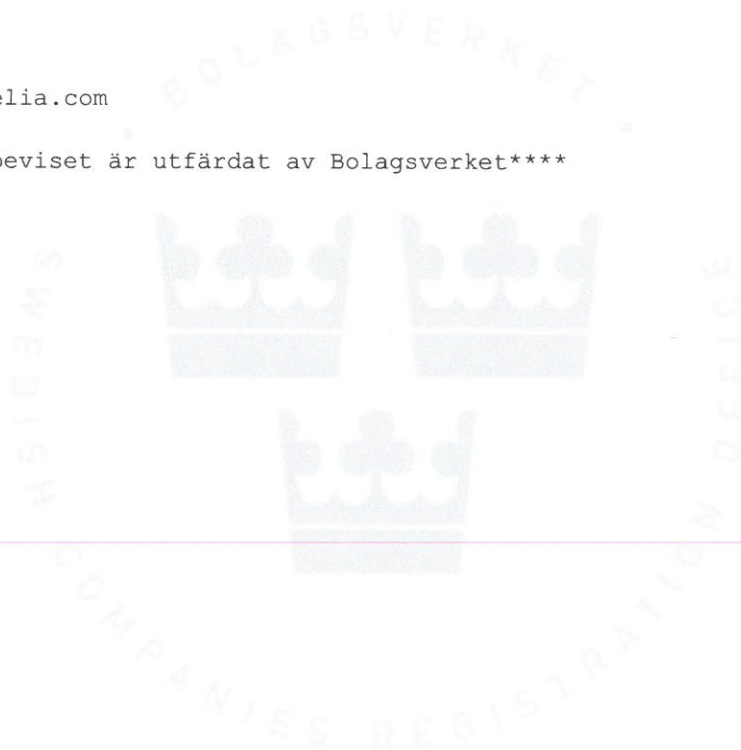 BOLAGSVERKET
elia.com
beviset är utfärdat av Bolagsverket****
SWEDISH COMPANIES REGISTRATION OFFICE